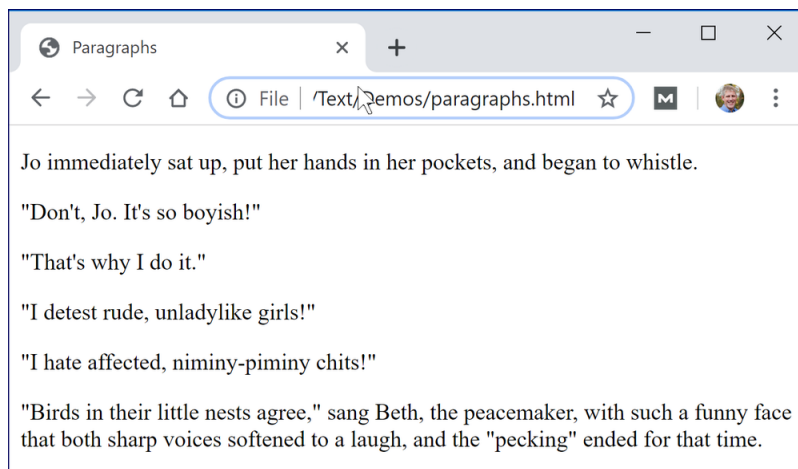 Paragraphs
File
/Text/Demos/paragraphs.html
M
Jo immediately sat up, put her hands in her pockets, and began to whistle.
"Don't, Jo. It's so boyish!"
"That's why I do it."
"I detest rude, unladylike girls!"
"I hate affected, niminy-piminy chits!"
"Birds in their little nests agree," sang Beth, the peacemaker, with such a funny face
that both sharp voices softened to a laugh, and the "pecking" ended for that time.